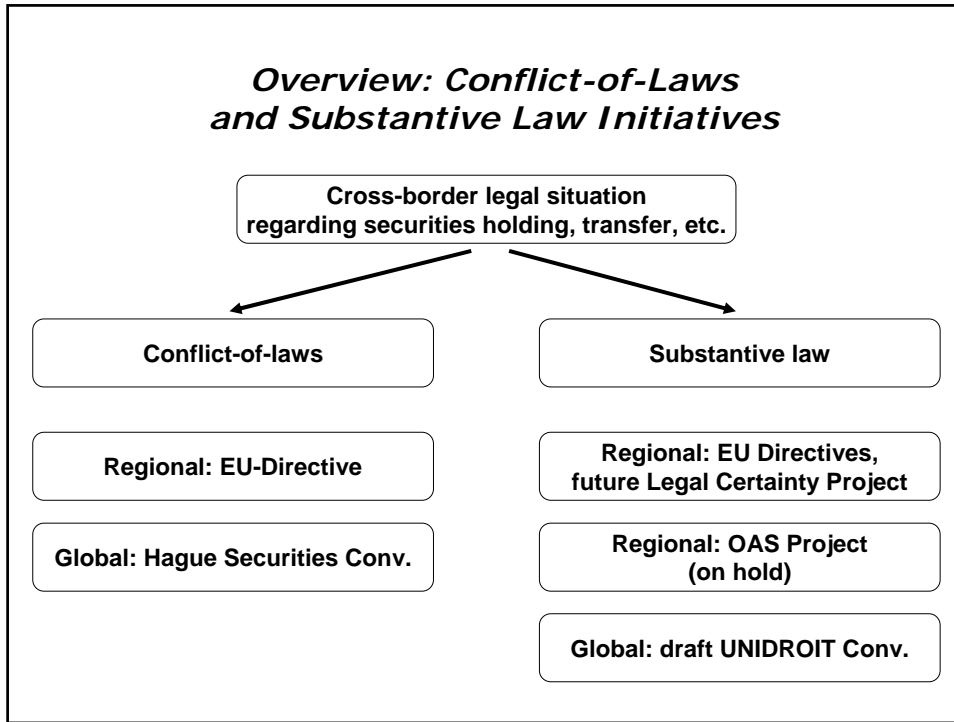 Overview: Conflict-of-Laws
and Substantive Law Initiatives
Cross-border legal situation
regarding securities holding, transfer, etc.
Conflict-of-laws
Regional: EU-Directive
Global: Hague Securities Conv.
Substantive law
Regional: EU Directives,
future Legal Certainty Project
Regional: OAS Project
(on hold)
Global: draft UNIDROIT Conv.